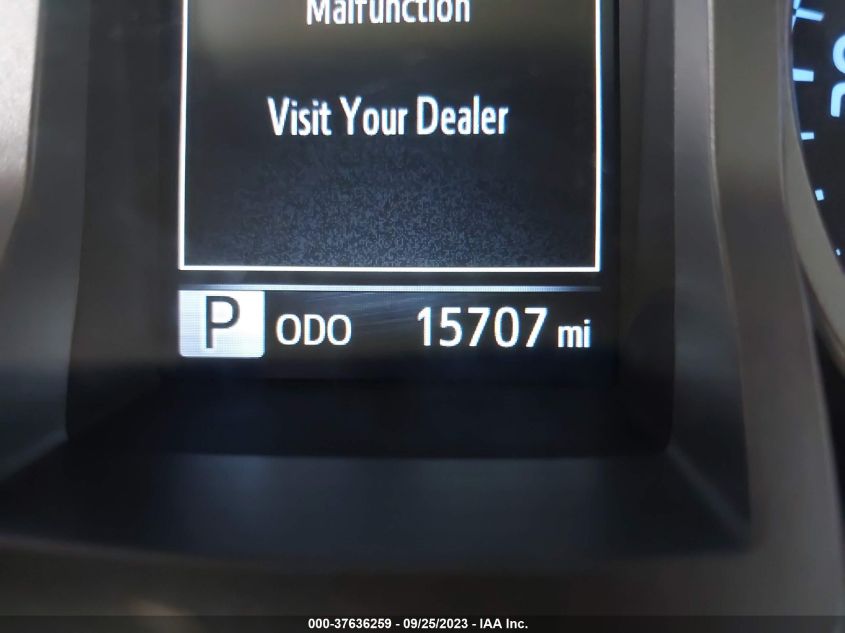 Malfunction
Visit Your Dealer
P ODO 15707 mi
000-37636259 - 09/25/2023 - IAA Inc.